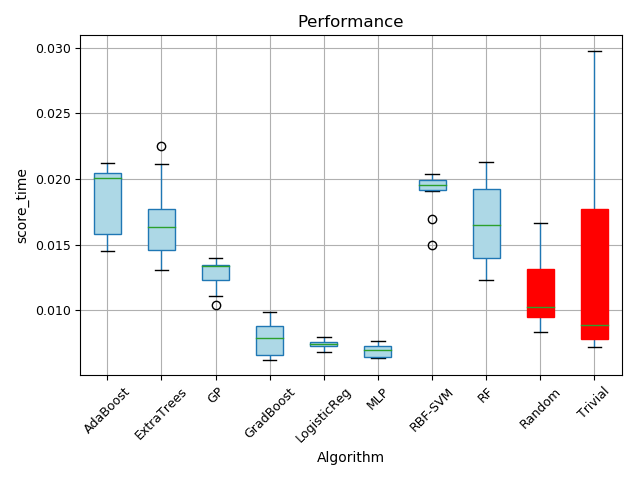 Performance
0.030
0.025
0.020
0.015
0.010
score_time
AdaBoost
ExtraTrees
GP
GradBoost
LogisticReg
MLP
RBF-SVM
RF
Random
Trivial
Algorithm